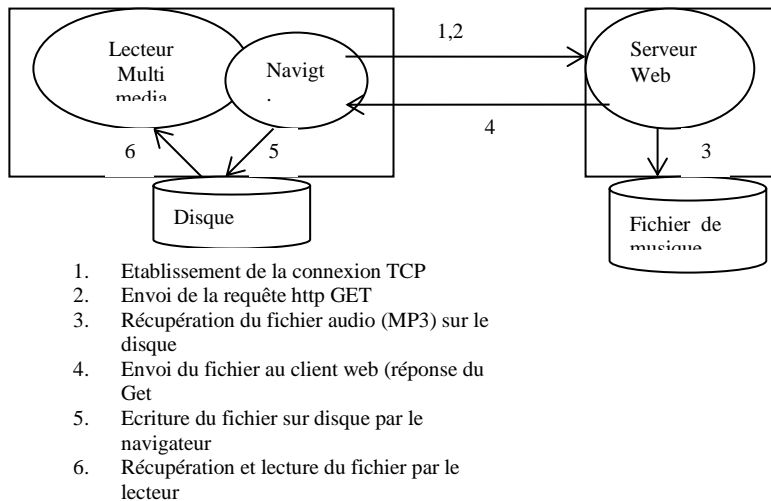 Lecteur
Multi
media
Navigt
.
1,2
Serveur
Web
4
6
5
3
Disque
Fichier de
musique
1. Etablissement de la connexion TCP
2. Envoi de la requête http GET
3. Récupération du fichier audio (MP3) sur le
disque
4. Envoi du fichier au client web (réponse du
Get
5. Ecriture du fichier sur disque par le
navigateur
6. Récupération et lecture du fichier par le
lecteur